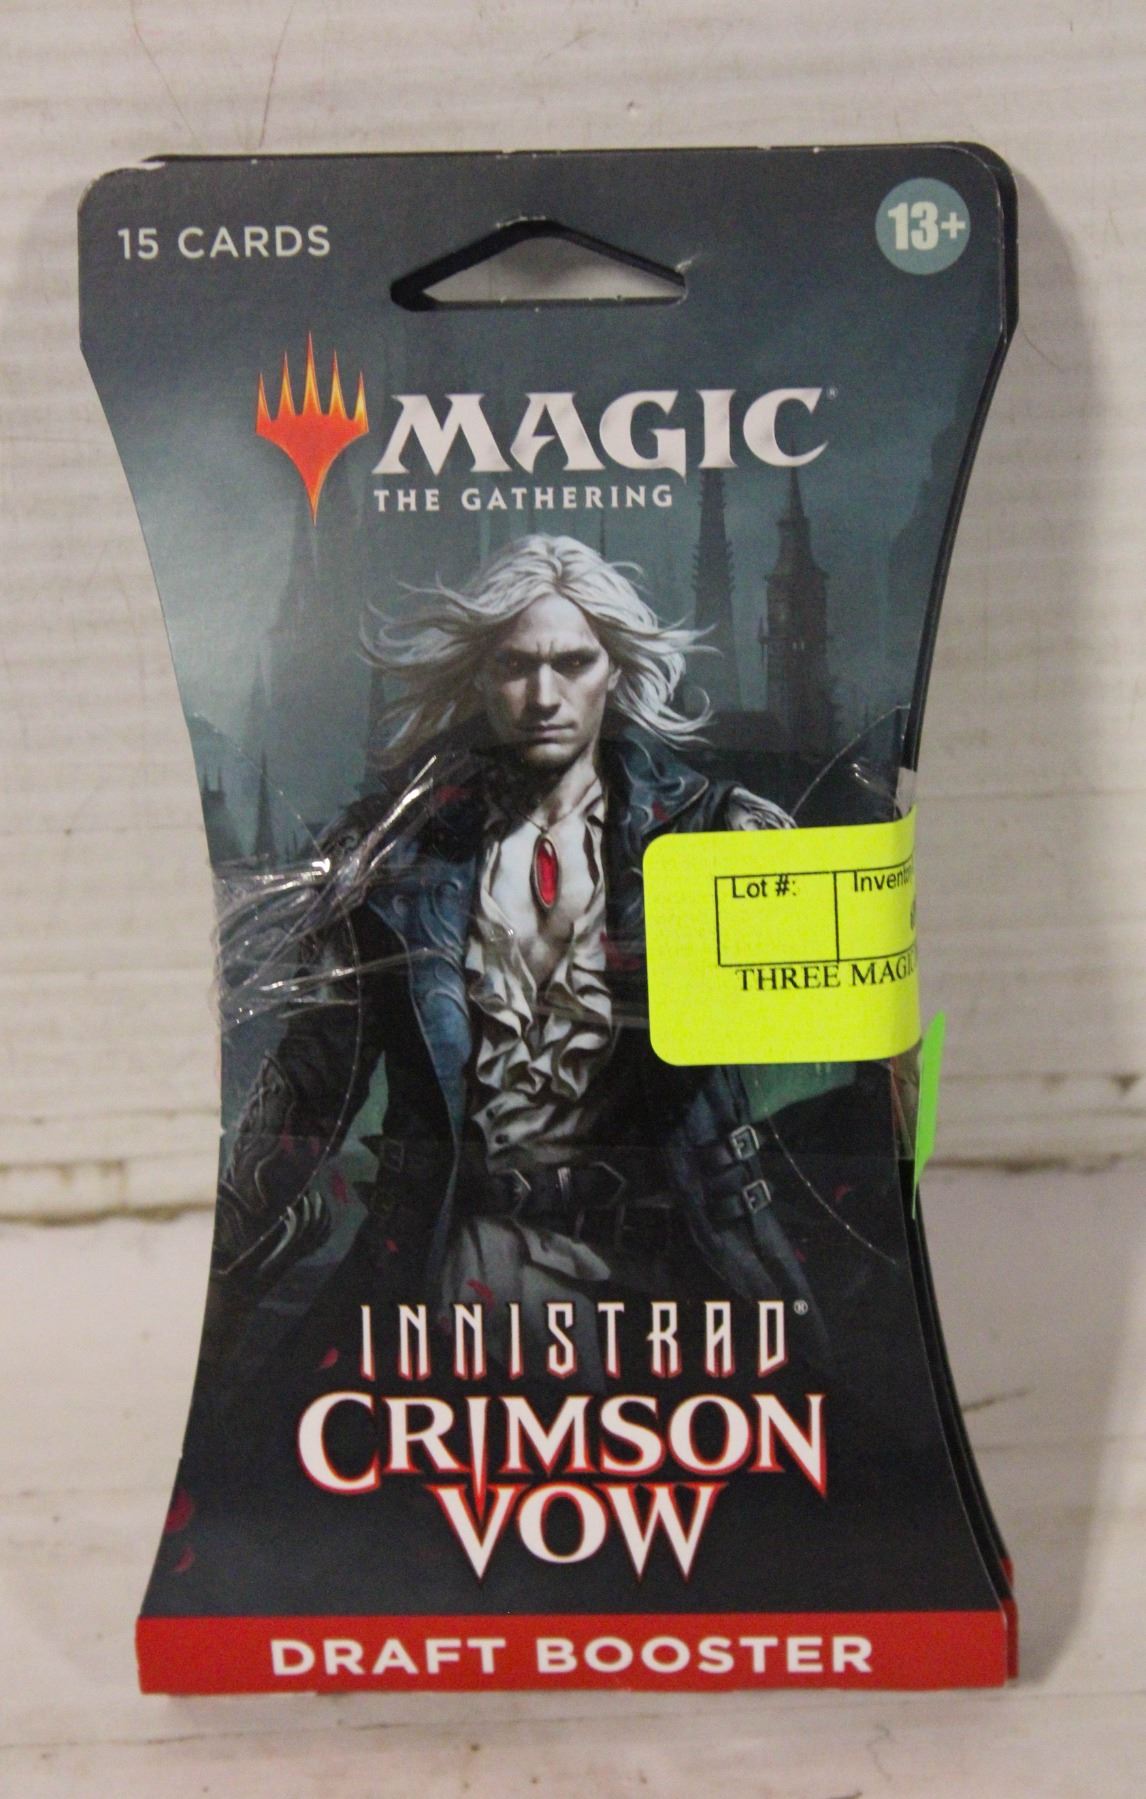 15 CARDS
13+
MAGIC®
THE GATHERING
Lot #:
THREE MAGIC
INNISTRAD®
CRIMSON
VOW
DRAFT BOOSTER